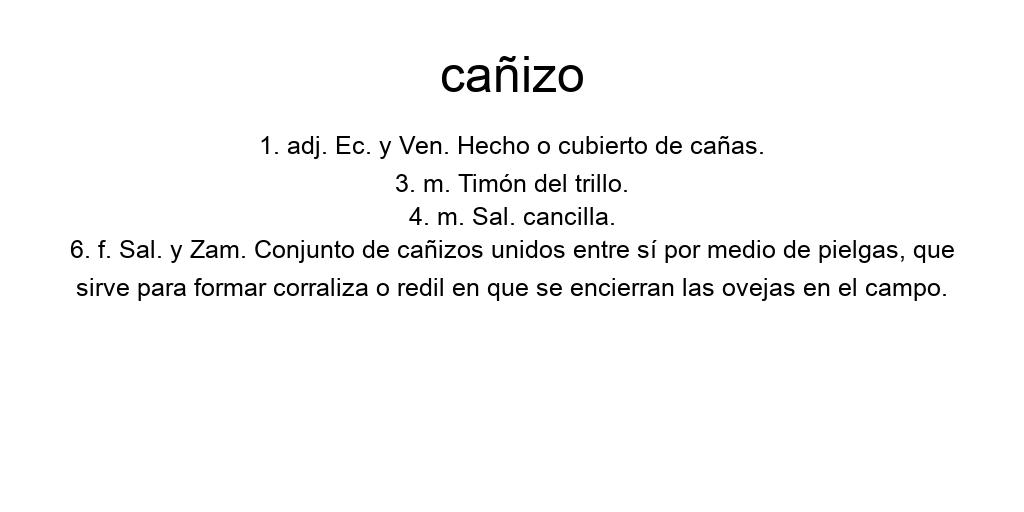 cañizo
1. adj. Ec. y Ven. Hecho o cubierto de cañas.
3. m. Timón del trillo.
4. m. Sal. cancilla.
6. f. Sal. y Zam. Conjunto de cañizos unidos entre sí por medio de pielgas, que
sirve para formar corraliza o redil en que se encierran las ovejas en el campo.